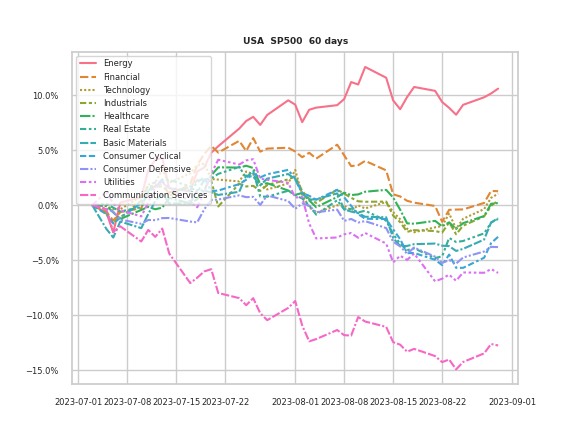 USA  SP500  60 days
Energy
Financial
Technology
Industrials
Healthcare
Real Estate
Basic Materials
Consumer Cyclical
Consumer Defensive
Utilities
Communication Services
10.0%
5.0%
0.0%
−5.0%
−10.0%
−15.0%
2023-07-01 2023-07-08 2023-07-15 2023-07-22 2023-08-01 2023-08-08 2023-08-15 2023-08-22 2023-09-01